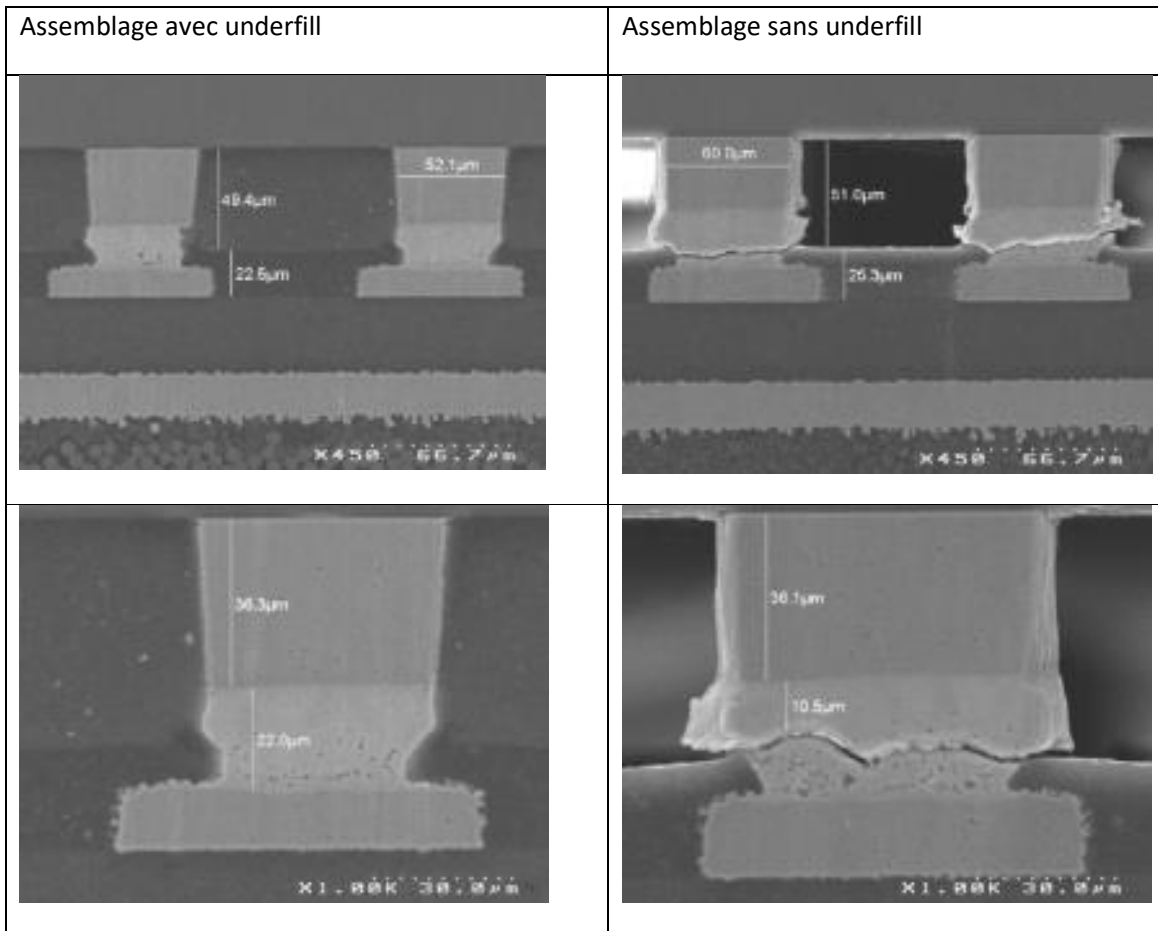 Assemblage avec underfill
Assemblage sans underfill
52.1µm
49.4µm
22.5µm
X450 66.7µm
60.0µm
51.0µm
25.3µm
X450 66.7µm
36.3µm
22.0µm
X1.00K 30.0µm
36.1µm
10.5µm
X1.00K 30.0µm